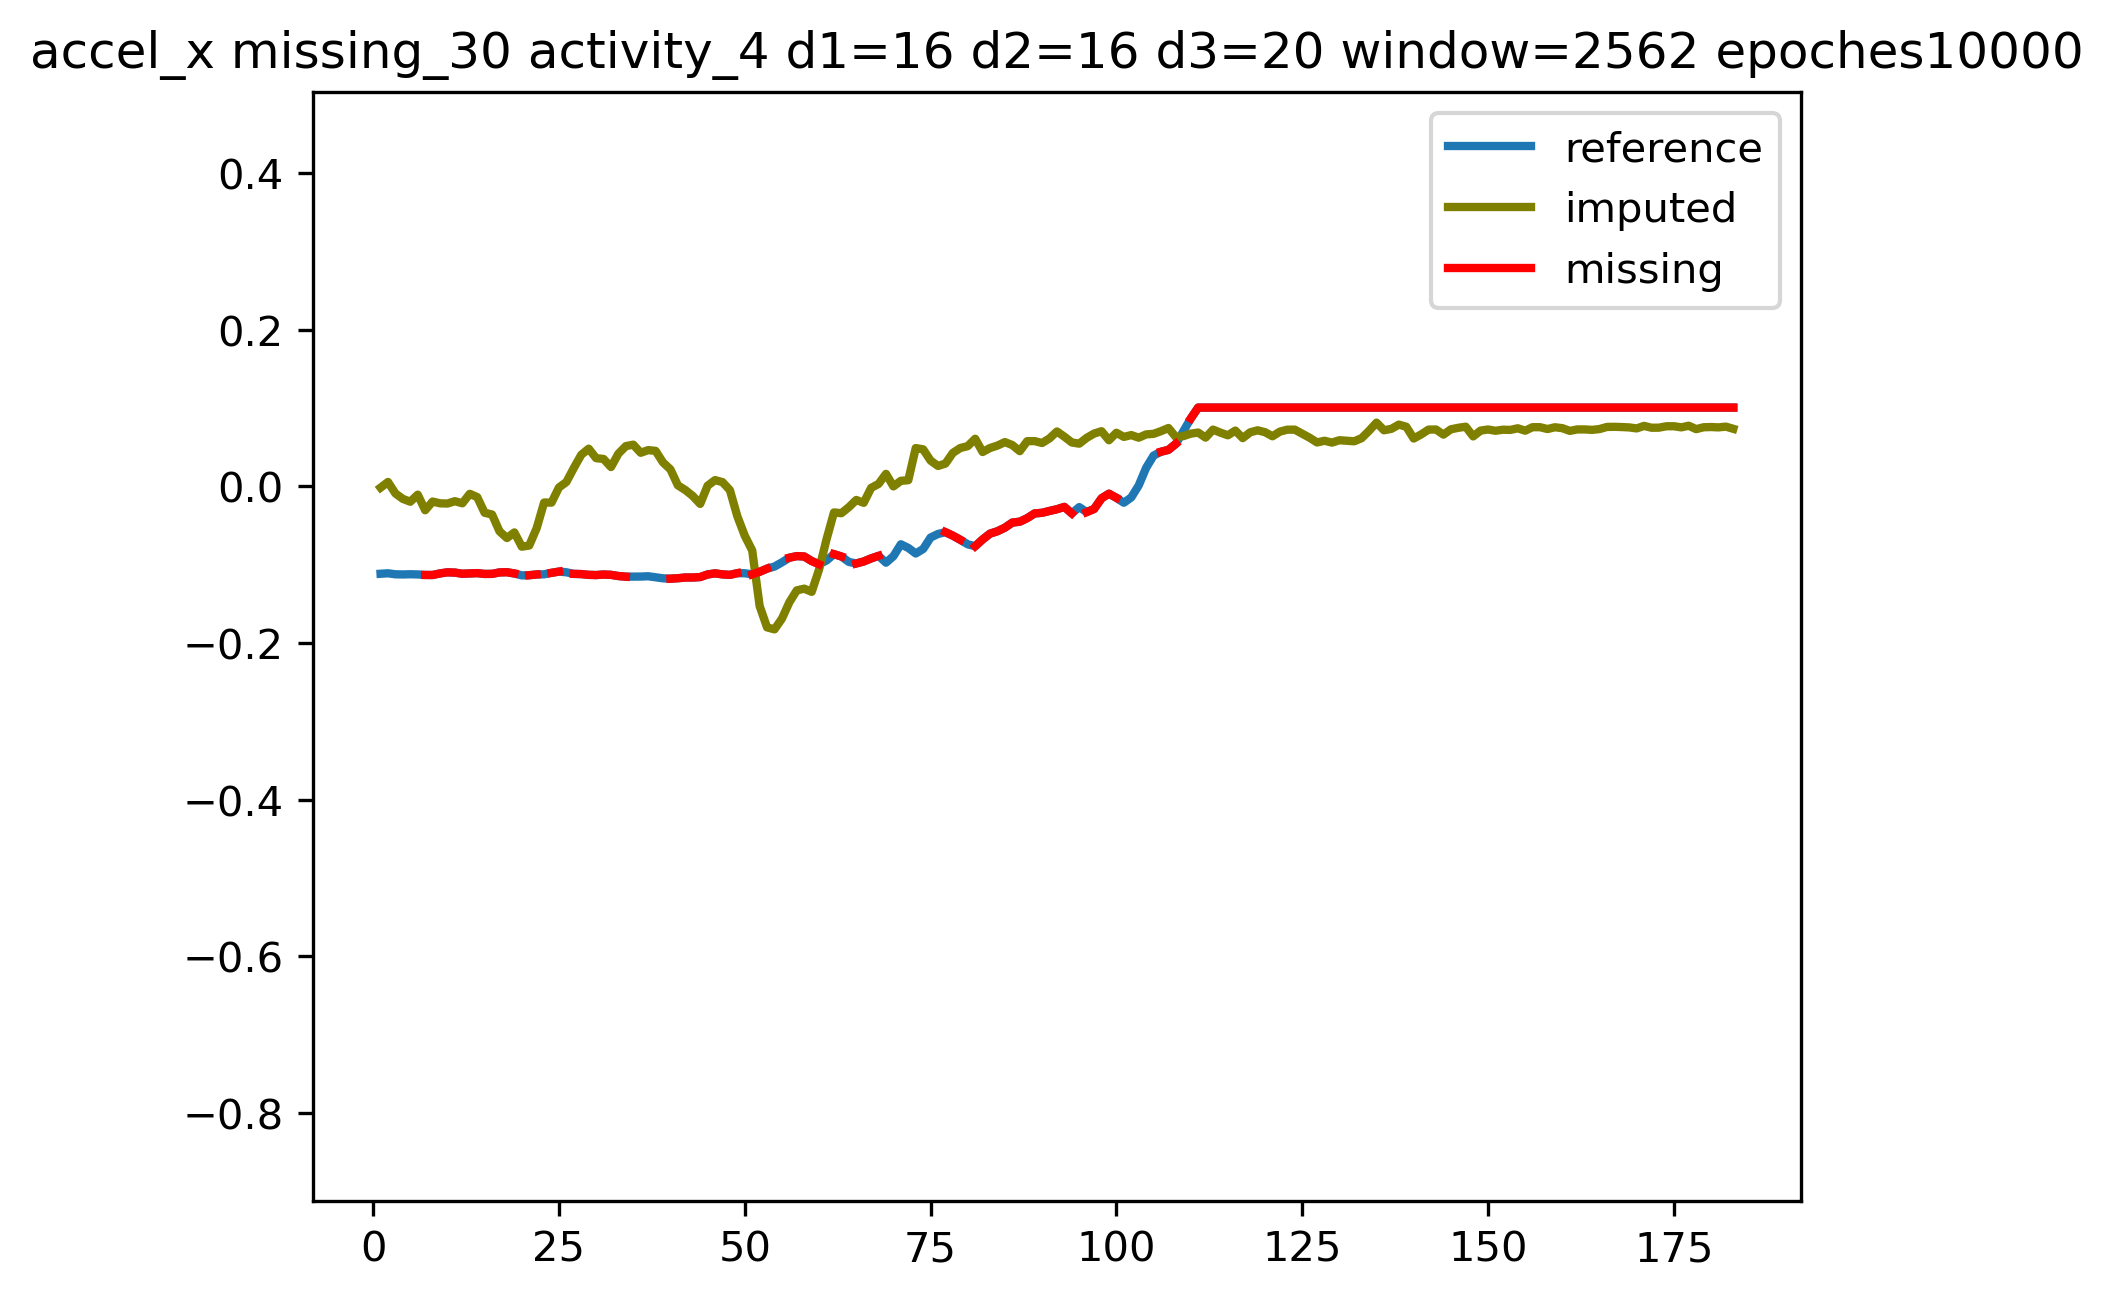 accel_x missing_30 activity_4 d1=16 d2=16 d3=20 window=2562 epoches10000
reference
imputed
missing
0.4
0.2
0.0
−0.2
−0.4
−0.6
−0.8
0 25 50 75 100 125 150 175